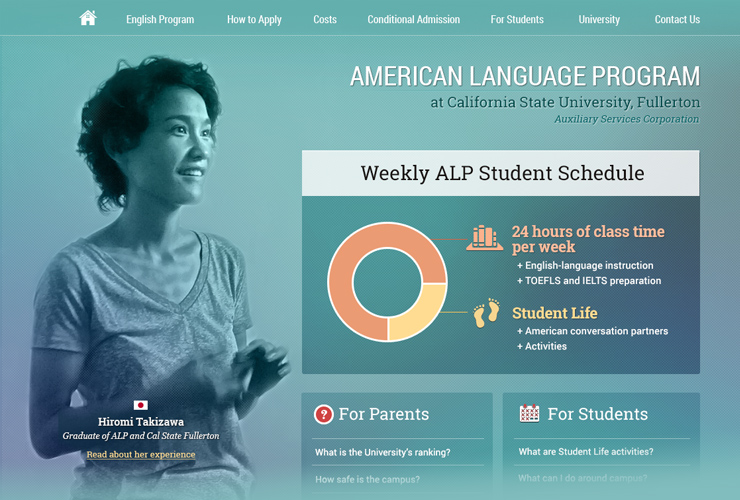 English Program
How to Apply
Costs
Conditional Admission
For Students
University
Contact Us
AMERICAN LANGUAGE PROGRAM
at California State University, Fullerton
Auxiliary Services Corporation
Weekly ALP Student Schedule
24 hours of class time
per week
+ English-language instruction
+ TOEFLS and IELTS preparation
Student Life
+ American conversation partners
+ Activities
Hiromi Takizawa
Graduate of ALP and Cal State Fullerton
Read about her experience
? For Parents
What is the University's ranking?
How safe is the campus?
For Students
What are Student Life activities?
What can I do around campus?